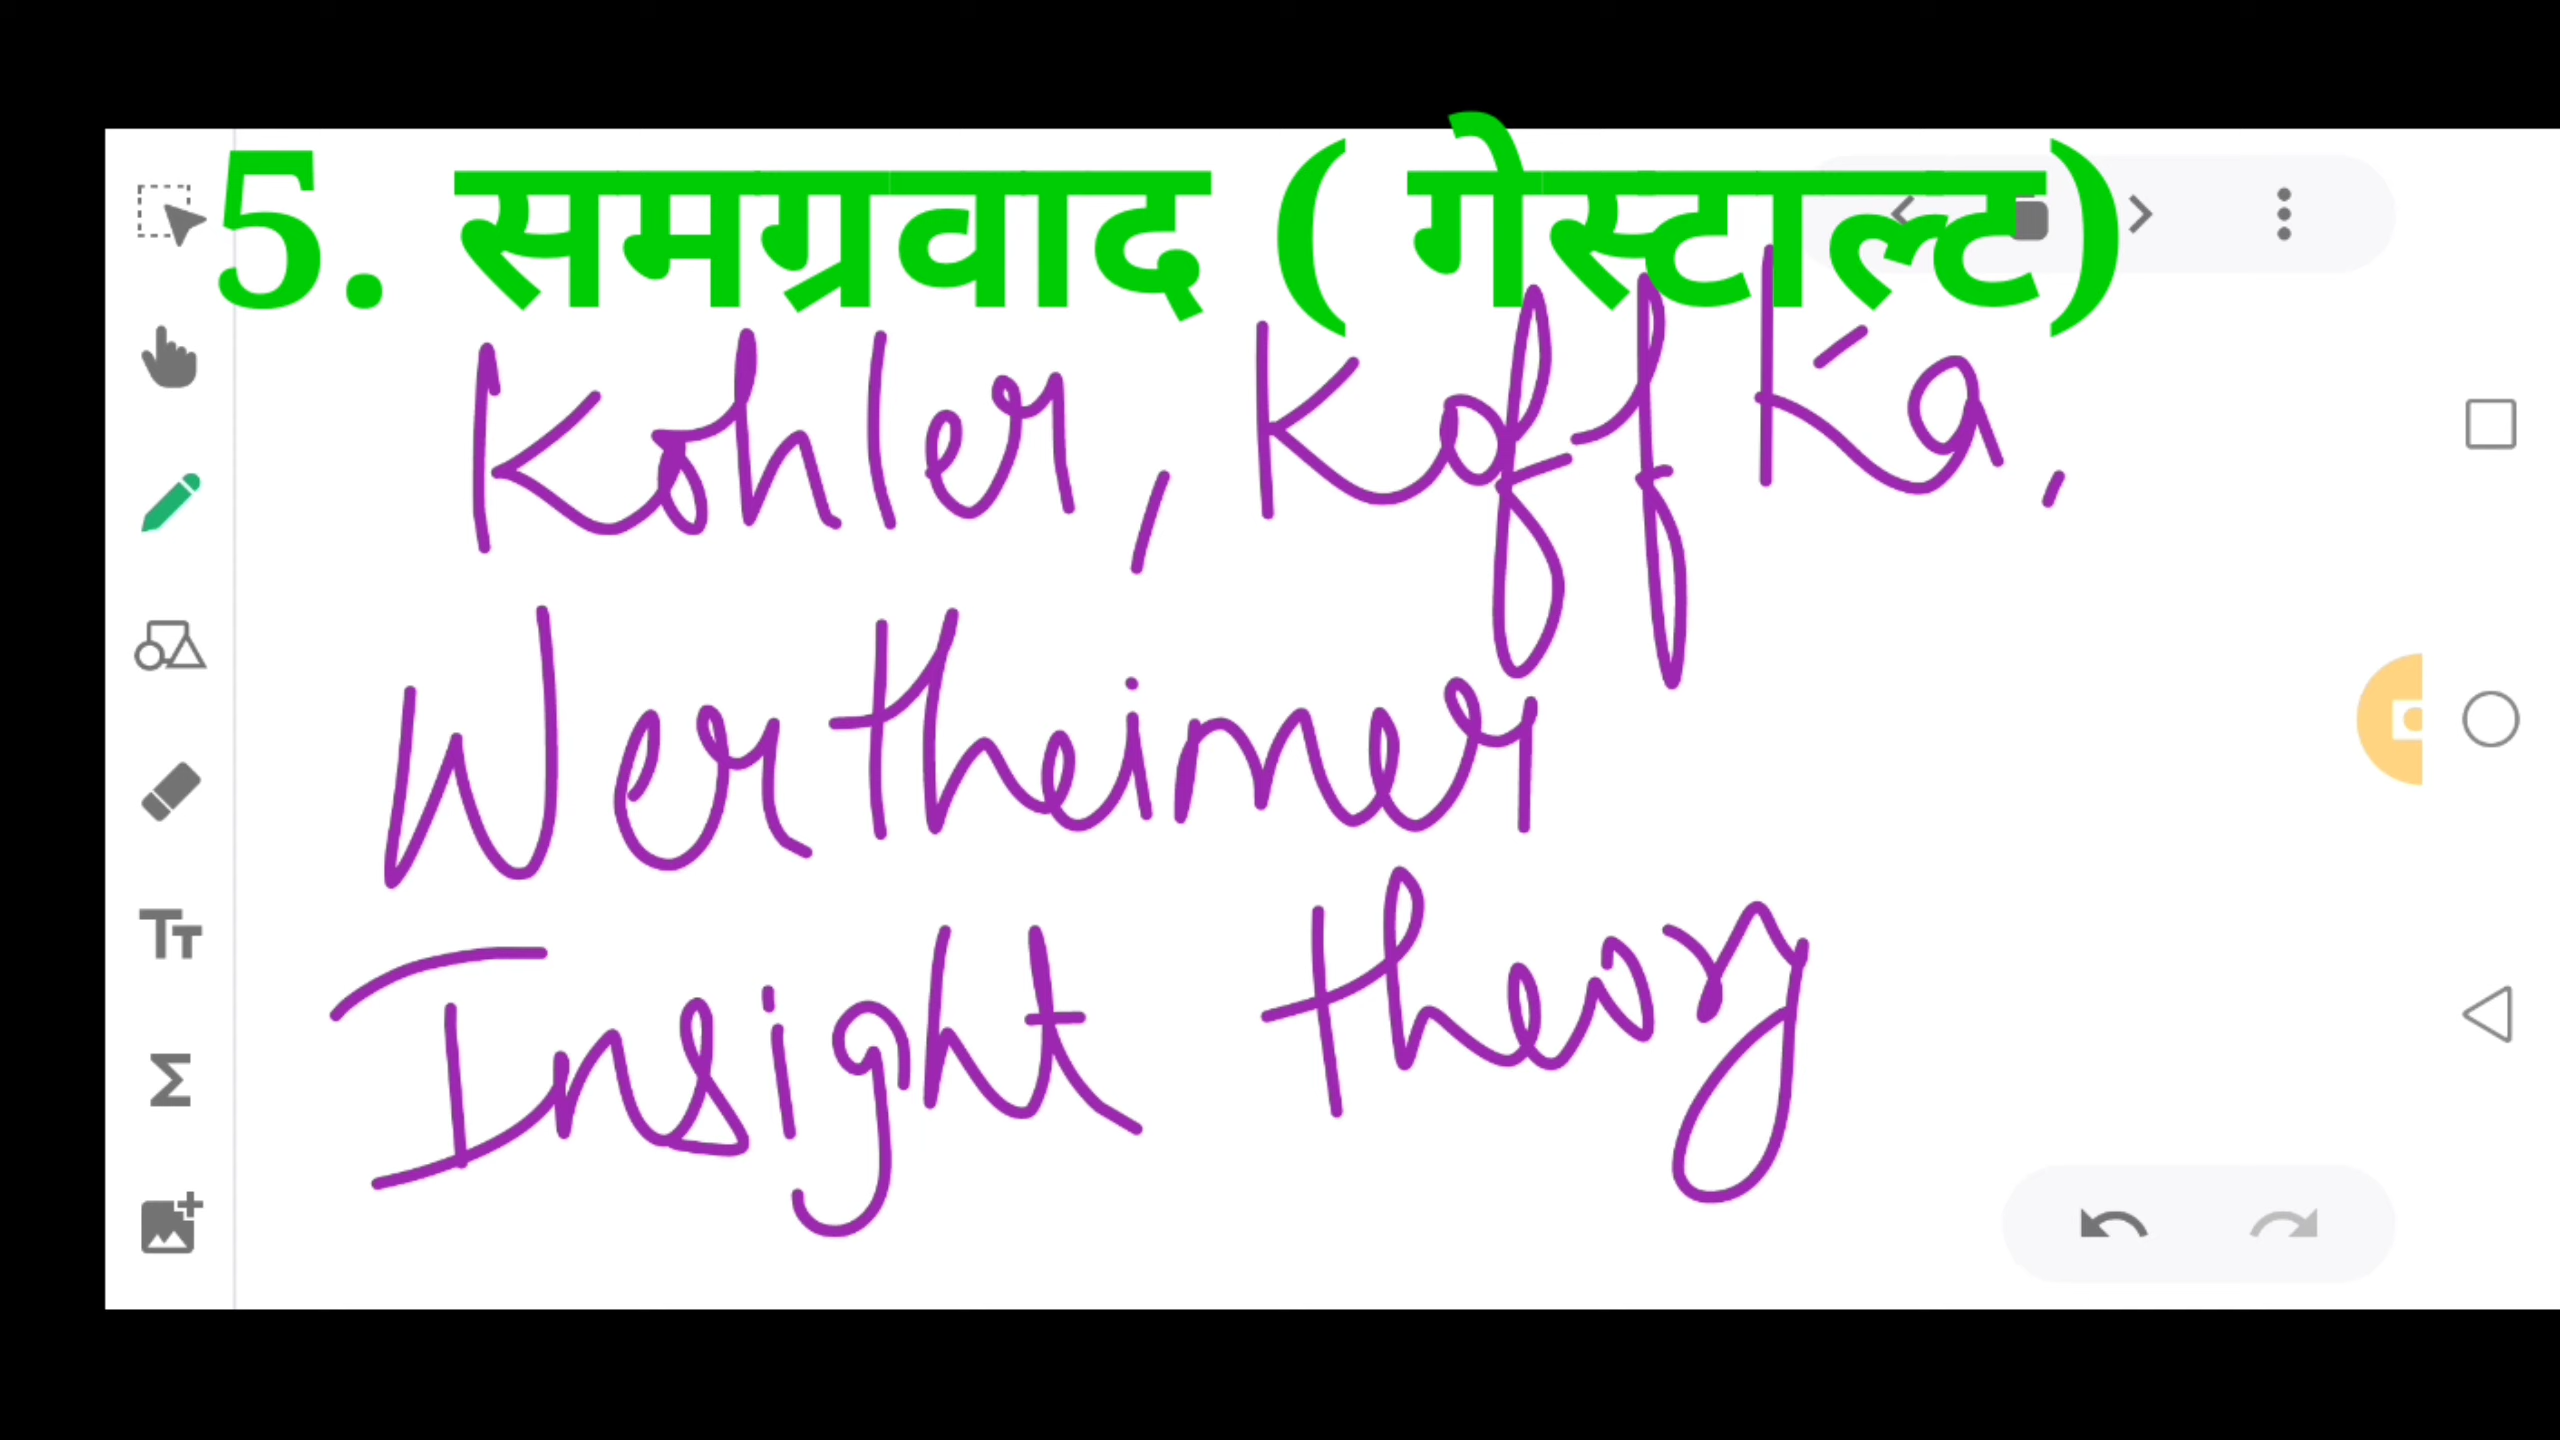 5. समग्रवाद ( गेस्टाल्ट)
Kohler, Koffka,
Wertheimer
Insight theory